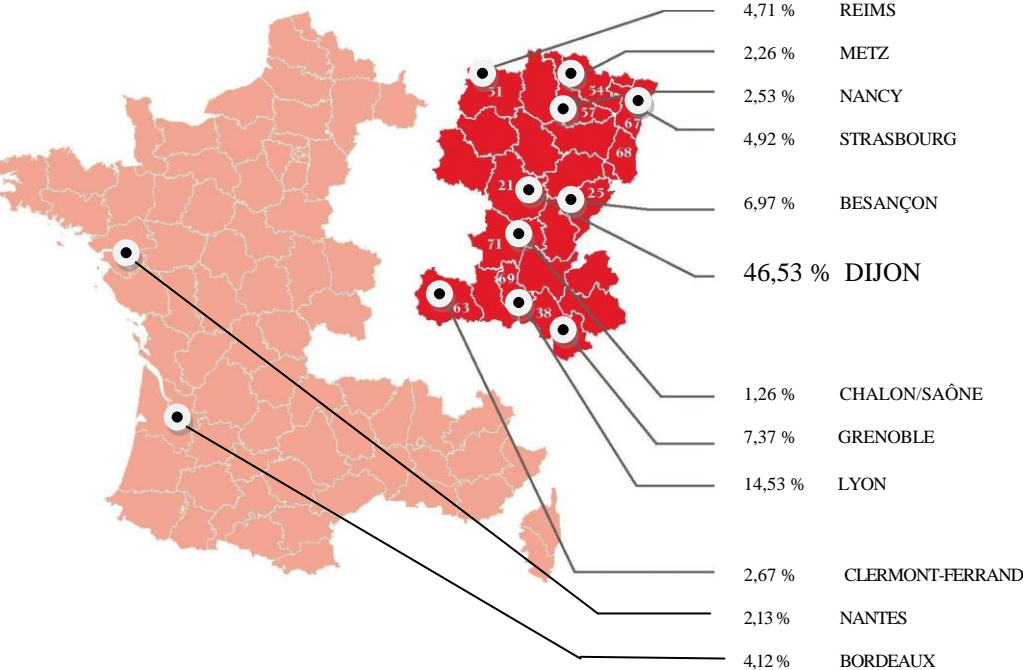 4,71 % REIMS
2,26 % METZ
2,53 % NANCY
4,92 % STRASBOURG
6,97 % BESANÇON
46,53 % DIJON
1,26 % CHALON/SAÔNE
7,37 % GRENOBLE
14,53 % LYON
2,67 % CLERMONT-FERRAND
2,13 % NANTES
4,12 % BORDEAUX
51
54
57
67
68
21
25
71
69
63
38